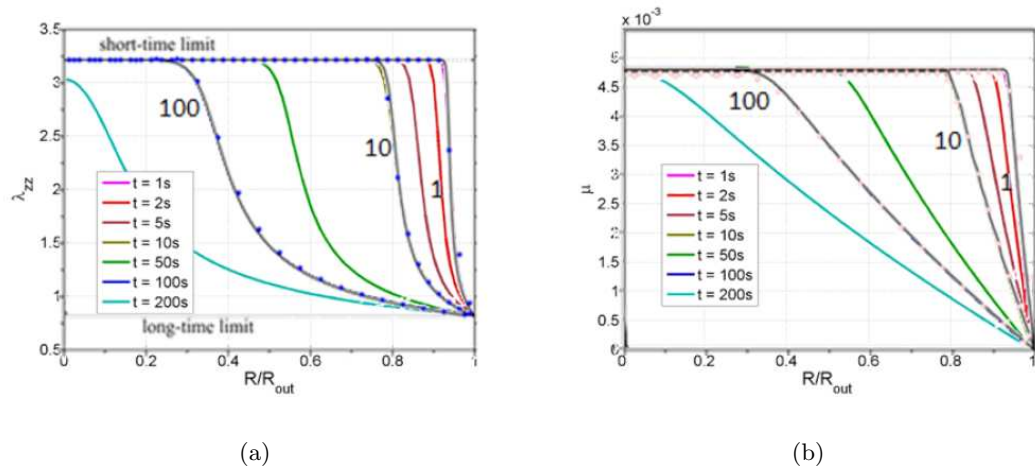 3.5
short-time limit
3
2.5
2
1.5
1
0.5
λzz
100
10
1
t = 1s
t = 2s
t = 5s
t = 10s
t = 50s
t = 100s
t = 200s
long-time limit
0 0.2 0.4 0.6 0.8 1
R/Rout
(a)
x 10⁻³
5
4.5
4
3.5
3
2.5
2
1.5
1
0.5
0
μ
100
10
1
t = 1s
t = 2s
t = 5s
t = 10s
t = 50s
t = 100s
t = 200s
0 0.2 0.4 0.6 0.8 1
R/Rout
(b)